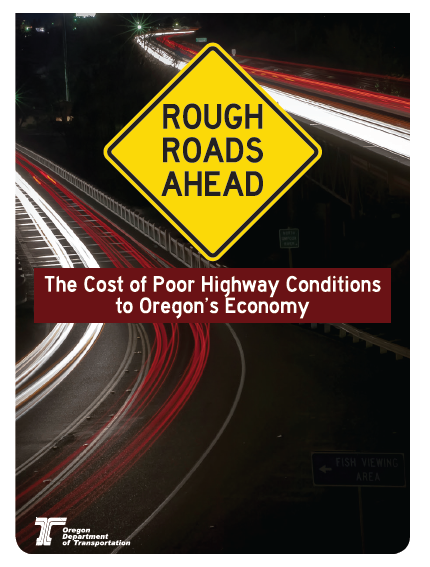 ROUGH
ROADS
AHEAD
The Cost of Poor Highway Conditions
to Oregon's Economy
FISH VIEWING
AREA
Oregon
Department
of Transportation